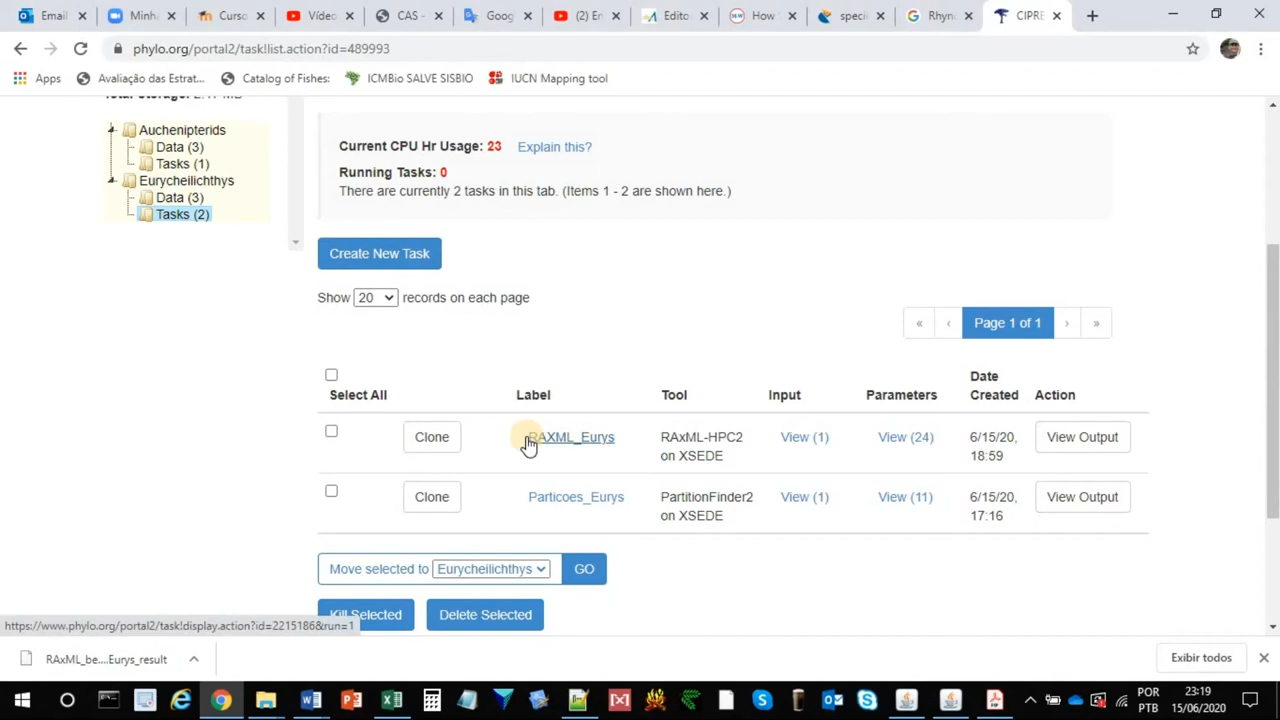 Email
Minha
Curso
Vídeo
CAS -
Goog
(2) En
Edito
How
speci
Rhyn
CIPRE
phylo.org/portal2/task!list.action?id=489993
Apps
Avaliação das Estrat...
Catalog of Fishes:
ICMBio SALVE SISBIO
IUCN Mapping tool
Auchenipterids
Data (3)
Tasks (1)
Eurycheilichthys
Data (3)
Tasks (2)
Current CPU Hr Usage: 23 Explain this?
Running Tasks: 0
There are currently 2 tasks in this tab. (Items 1 - 2 are shown here.)
Create New Task
Show 20 records on each page
« ‹ Page 1 of 1 › »
Select All Label Tool Input Parameters Date Created Action
Clone RAXML_Eurys RAxML-HPC2 on XSEDE View (1) View (24) 6/15/20, 18:59 View Output
Clone Particoes_Eurys PartitionFinder2 on XSEDE View (1) View (11) 6/15/20, 17:16 View Output
Move selected to Eurycheilichthys GO
Kill Selected Delete Selected
https://www.phylo.org/portal2/task!display.action?id=2215186&run=1
RAxML_be....Eurys_result
Exibir todos
POR
PTB
23:19
15/06/2020